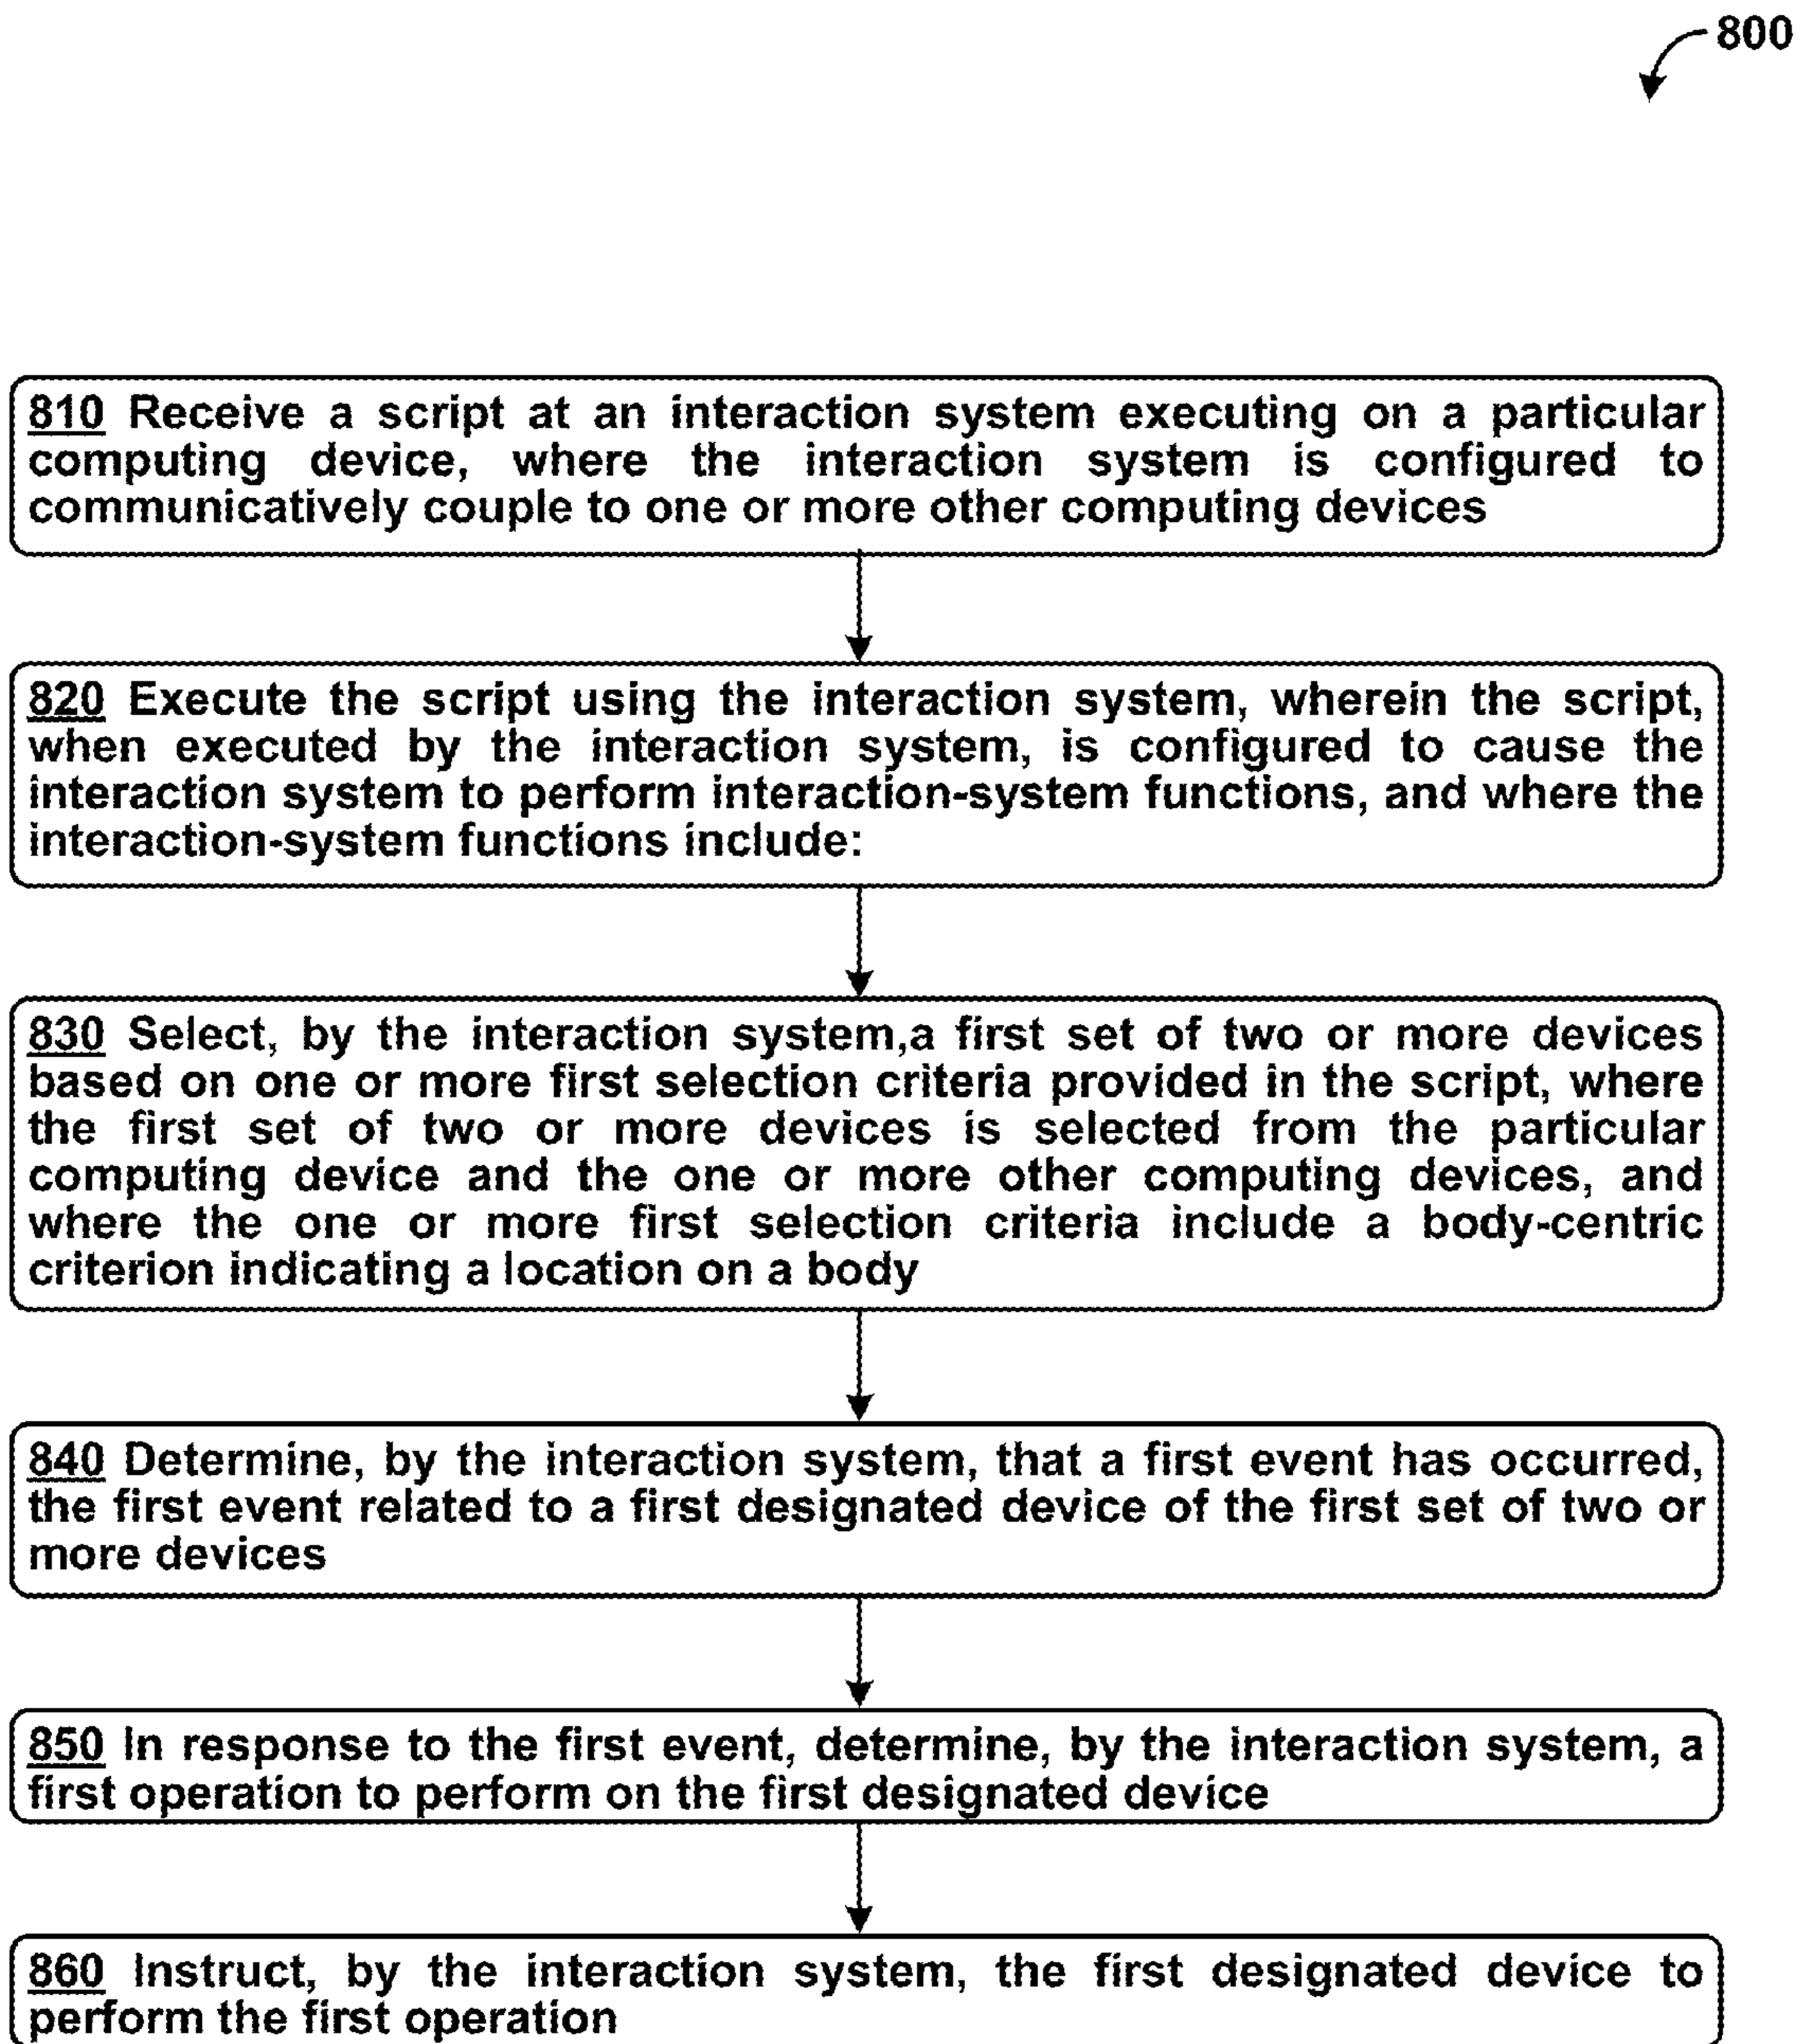 800
810 Receive a script at an interaction system executing on a particular
computing device, where the interaction system is configured to
communicatively couple to one or more other computing devices
820 Execute the script using the interaction system, wherein the script,
when executed by the interaction system, is configured to cause the
interaction system to perform interaction-system functions, and where the
interaction-system functions include:
830 Select, by the interaction system,a first set of two or more devices
based on one or more first selection criteria provided in the script, where
the first set of two or more devices is selected from the particular
computing device and the one or more other computing devices, and
where the one or more first selection criteria include a body-centric
criterion indicating a location on a body
840 Determine, by the interaction system, that a first event has occurred,
the first event related to a first designated device of the first set of two or
more devices
850 In response to the first event, determine, by the interaction system, a
first operation to perform on the first designated device
860 Instruct, by the interaction system, the first designated device to
perform the first operation